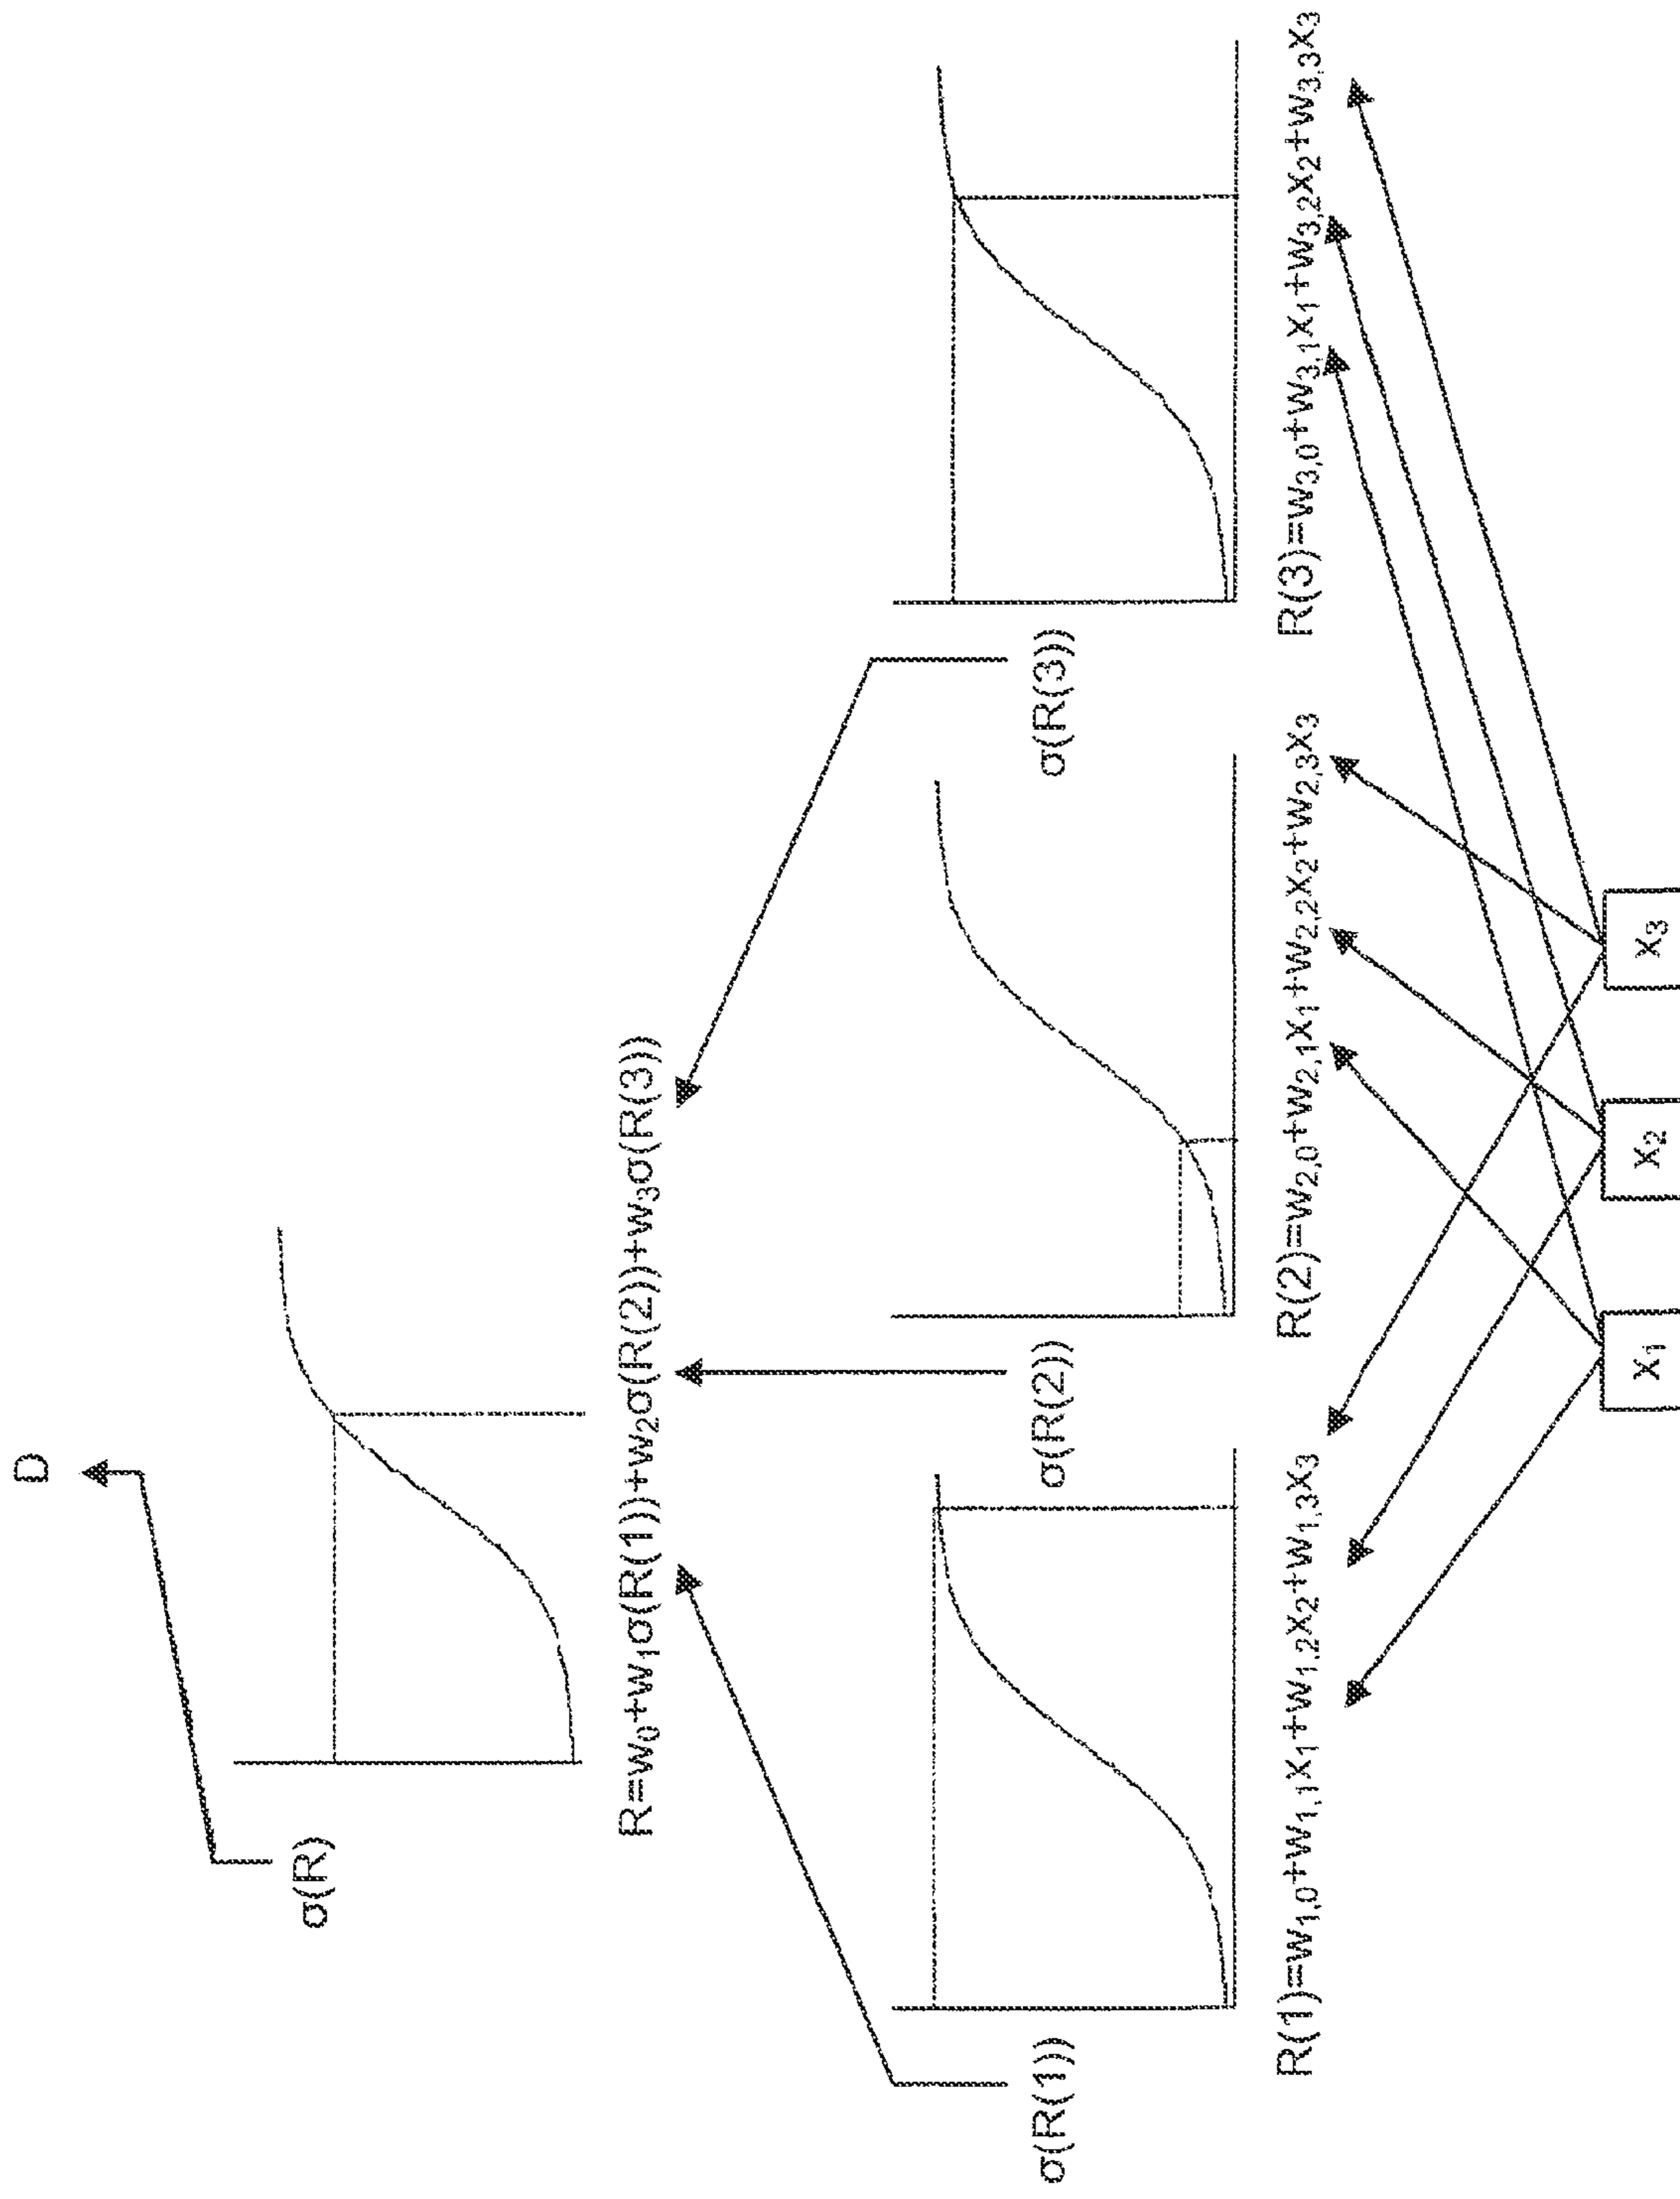 D
σ(R)
R=w₀+w₁σ(R(1))+w₂σ(R(2))+w₃σ(R(3))
σ(R(1))
σ(R(2))
σ(R(3))
R(1)=w₁,₀+w₁,₁x₁+w₁,₂x₂+w₁,₃x₃
R(2)=w₂,₀+w₂,₁x₁+w₂,₂x₂+w₂,₃x₃
R(3)=w₃,₀+w₃,₁x₁+w₃,₂x₂+w₃,₃x₃
x₁
x₂
x₃